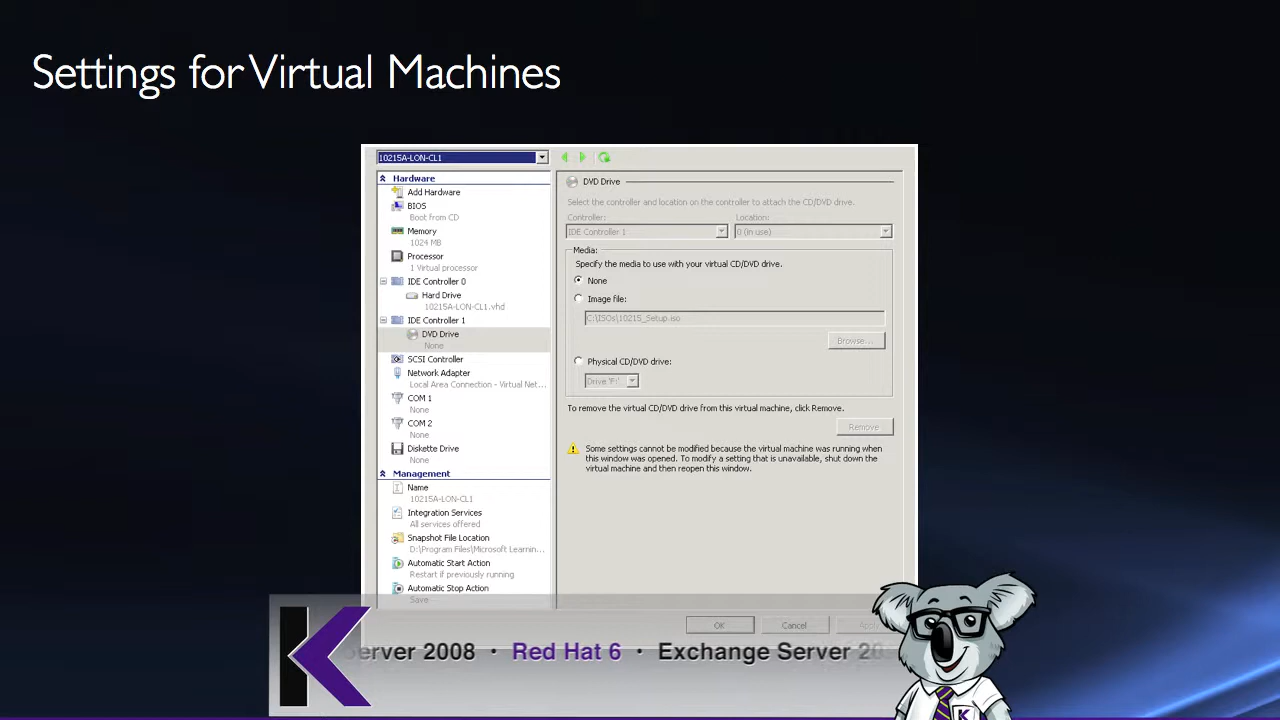 Settings for Virtual Machines
10215A-LON-CL1
Hardware
Add Hardware
BIOS
Boot from CD
Memory
1024 MB
Processor
1 Virtual processor
IDE Controller 0
Hard Drive
10215A-LON-CL1.vhd
IDE Controller 1
DVD Drive
None
SCSI Controller
Network Adapter
Local Area Connection - Virtual Net...
COM 1
None
COM 2
None
Diskette Drive
None
Management
Name
10215A-LON-CL1
Integration Services
All services offered
Snapshot File Location
D:\Program Files\Microsoft Learnin...
Automatic Start Action
Restart if previously running
Automatic Stop Action
Save
DVD Drive
Select the controller and location on the controller to attach the CD/DVD drive.
Controller: Location:
IDE Controller 1 0 (in use)
Media:
Specify the media to use with your virtual CD/DVD drive.
None
Image file:
C:\ISOs\10215_Setup.iso
Browse...
Physical CD/DVD drive:
Drive 'F:'
To remove the virtual CD/DVD drive from this virtual machine, click Remove.
Remove
Some settings cannot be modified because the virtual machine was running when
this window was opened. To modify a setting that is unavailable, shut down the
virtual machine and then reopen this window.
OK Cancel Apply
K erver 2008 • Red Hat 6 • Exchange Server 20
K